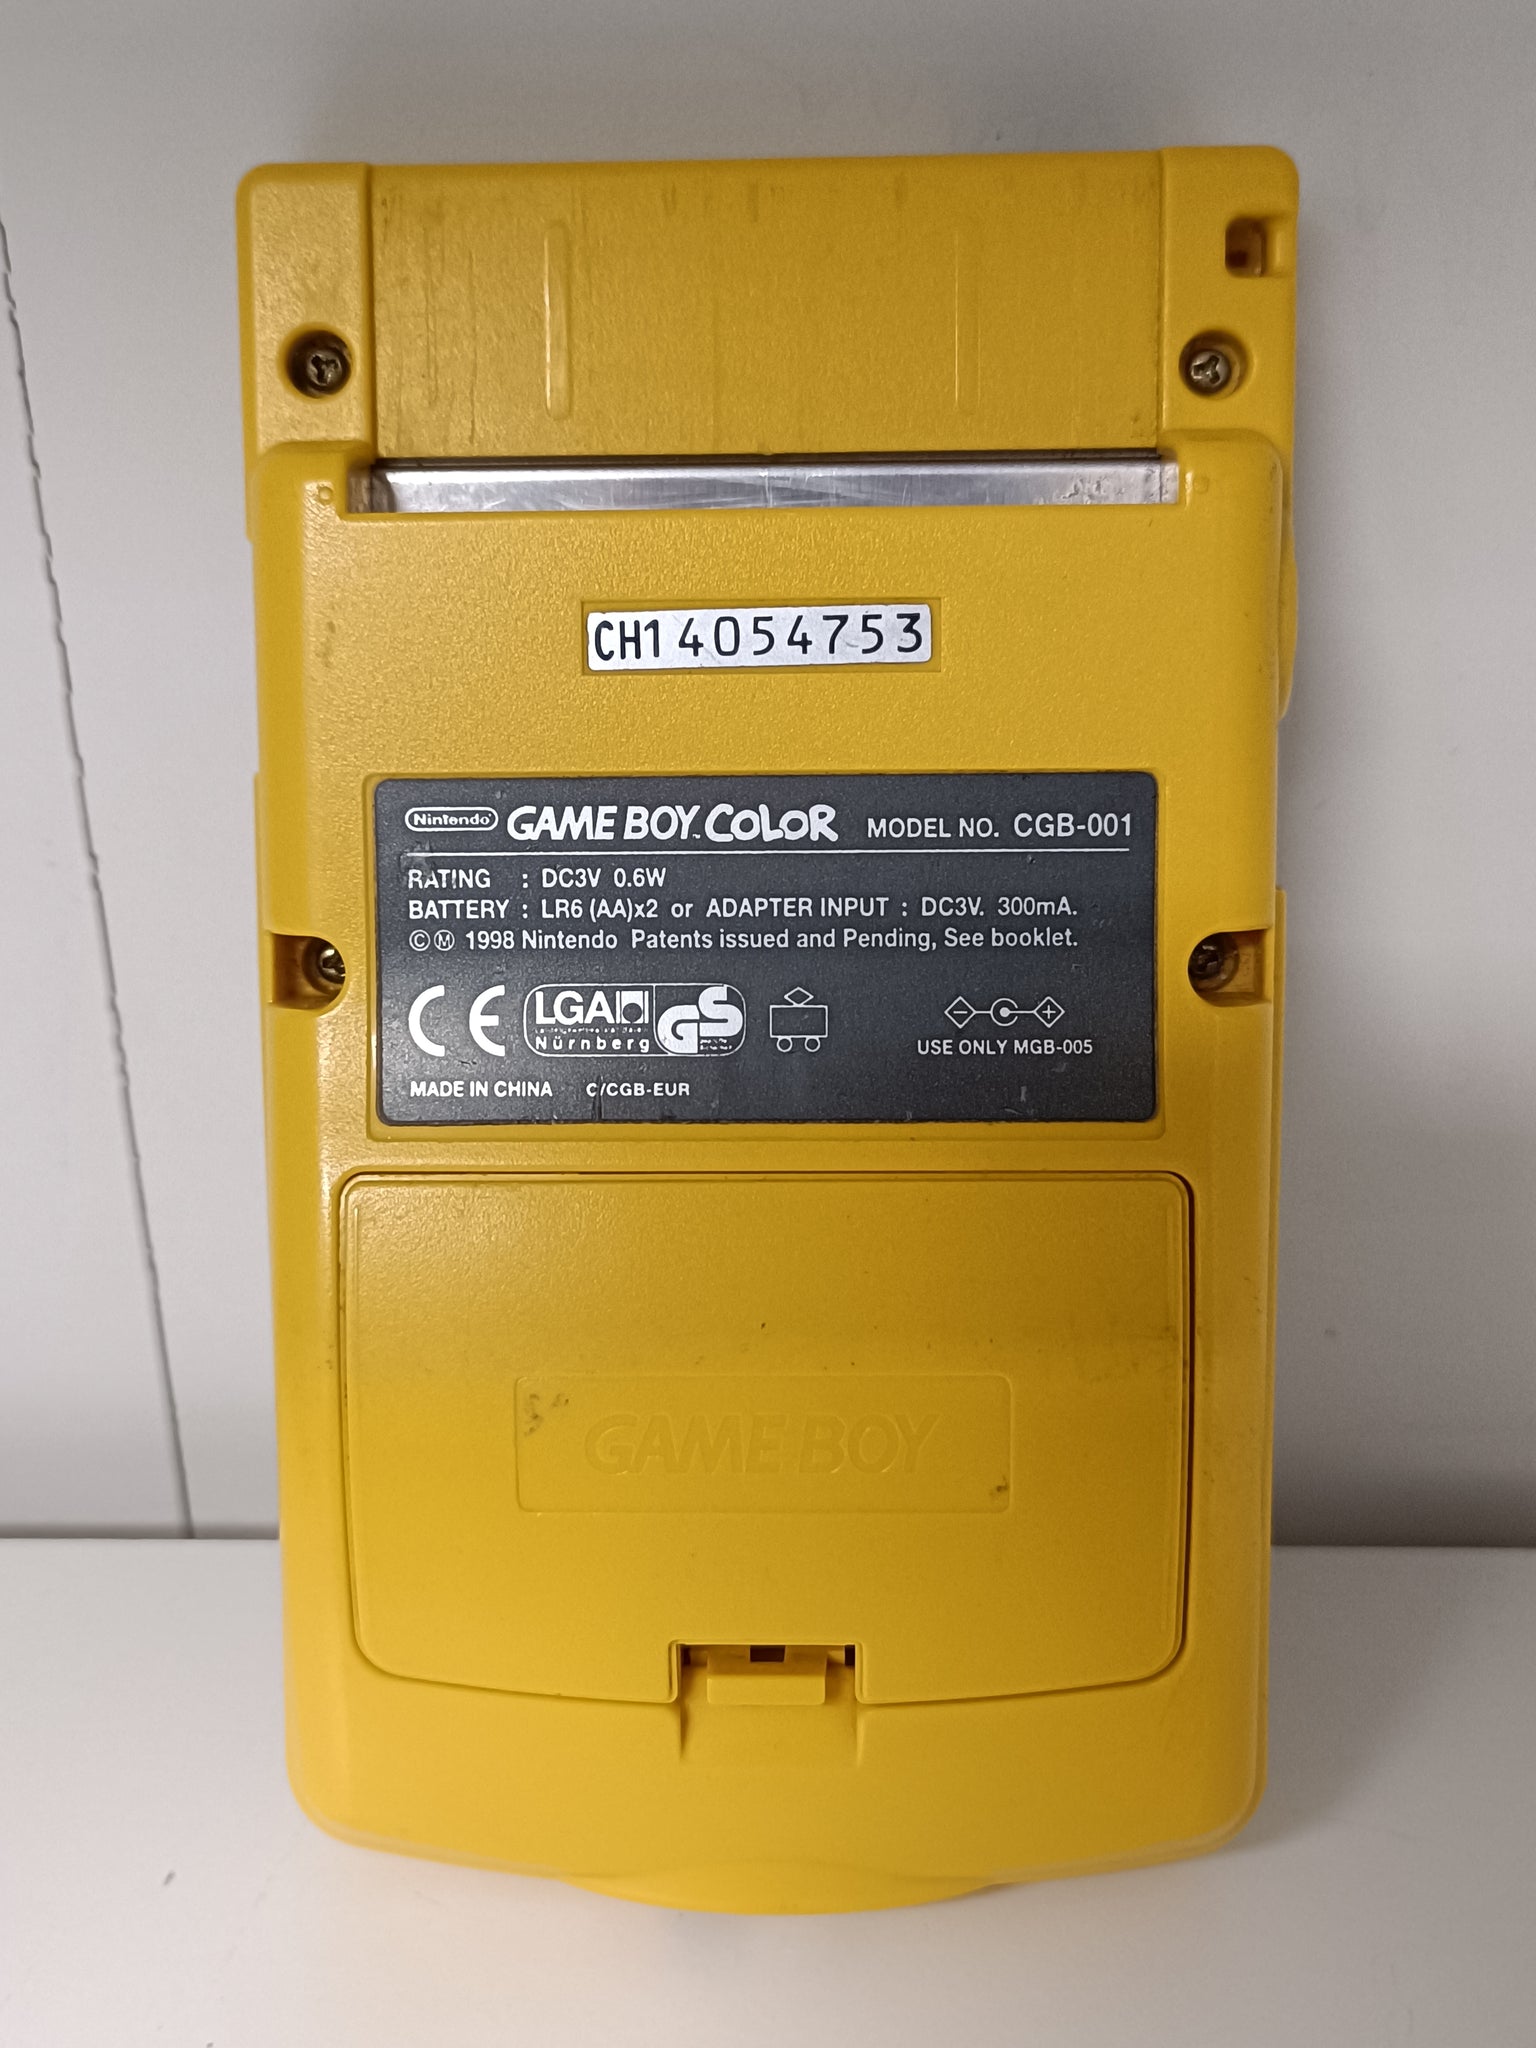 CH14054753
Nintendo GAME BOY COLOR MODEL NO. CGB-001
RATING : DC3V 0.6W
BATTERY : LR6 (AA)x2 or ADAPTER INPUT : DC3V. 300mA.
©Ⓜ 1998 Nintendo Patents issued and Pending, See booklet.
CE LGA GS
Nürnberg
USE ONLY MGB-005
MADE IN CHINA C/CGB-EUR
GAME BOY